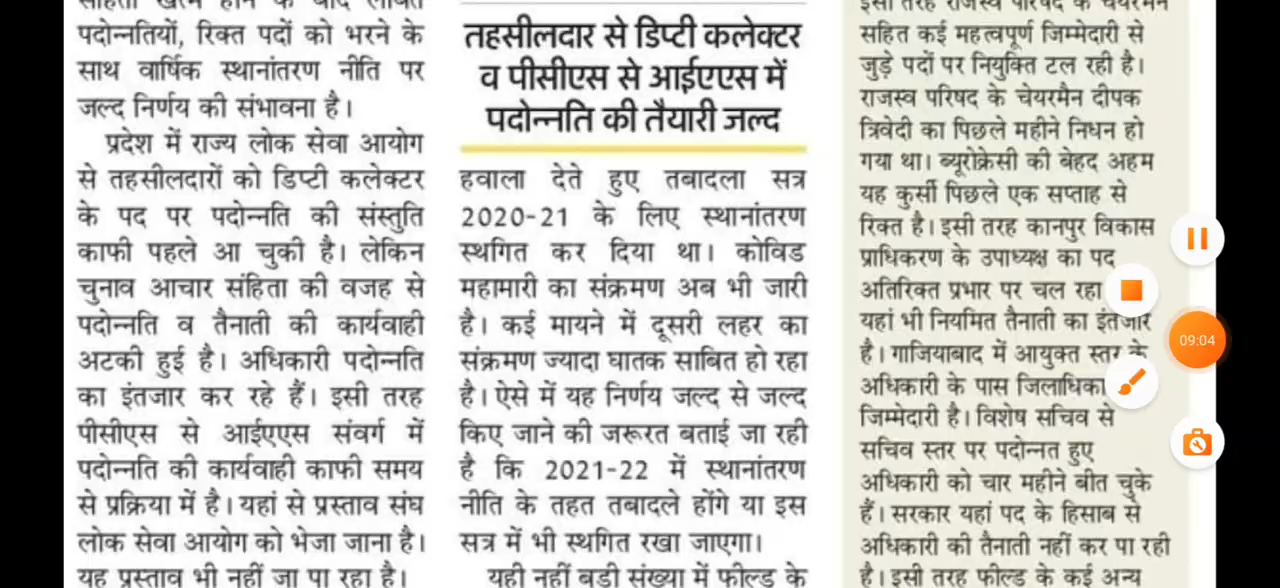 साहिता खत्म होने के बाद लंबित
पदोन्नतियों, रिक्त पदों को भरने के
साथ वार्षिक स्थानांतरण नीति पर
जल्द निर्णय की संभावना है।
प्रदेश में राज्य लोक सेवा आयोग
से तहसीलदारों को डिप्टी कलेक्टर
के पद पर पदोन्नति की संस्तुति
काफी पहले आ चुकी है। लेकिन
चुनाव आचार संहिता की वजह से
पदोन्नति व तैनाती की कार्यवाही
अटकी हुई है। अधिकारी पदोन्नति
का इंतजार कर रहे हैं। इसी तरह
पीसीएस से आईएएस संवर्ग में
पदोन्नति की कार्यवाही काफी समय
से प्रक्रिया में है। यहां से प्रस्ताव संघ
लोक सेवा आयोग को भेजा जाना है।
यह प्रस्ताव भी नहीं जा पा रहा है।
तहसीलदार से डिप्टी कलेक्टर
व पीसीएस से आईएएस में
पदोन्नति की तैयारी जल्द
हवाला देते हुए तबादला सत्र
2020-21 के लिए स्थानांतरण
स्थगित कर दिया था। कोविड
महामारी का संक्रमण अब भी जारी
है। कई मायने में दूसरी लहर का
संक्रमण ज्यादा घातक साबित हो रहा
है। ऐसे में यह निर्णय जल्द से जल्द
किए जाने की जरूरत बताई जा रही
है कि 2021-22 में स्थानांतरण
नीति के तहत तबादले होंगे या इस
सत्र में भी स्थगित रखा जाएगा।
यही नहीं बड़ी संख्या में फील्ड के
इसी तरह राजस्व परिषद के चेयरमैन
सहित कई महत्वपूर्ण जिम्मेदारी से
जुड़े पदों पर नियुक्ति टल रही है।
राजस्व परिषद के चेयरमैन दीपक
त्रिवेदी का पिछले महीने निधन हो
गया था। ब्यूरोक्रेसी की बेहद अहम
यह कुर्सी पिछले एक सप्ताह से
रिक्त है। इसी तरह कानपुर विकास
प्राधिकरण के उपाध्यक्ष का पद
अतिरिक्त प्रभार पर चल रहा
यहां भी नियमित तैनाती का इंतजार
है। गाजियाबाद में आयुक्त स्तर के
अधिकारी के पास जिलाधिका
जिम्मेदारी है। विशेष सचिव से
सचिव स्तर पर पदोन्नत हुए
अधिकारी को चार महीने बीत चुके
हैं। सरकार यहां पद के हिसाब से
अधिकारी की तैनाती नहीं कर पा रही
है। इसी तरह फील्ड के कई अन्य
09:04